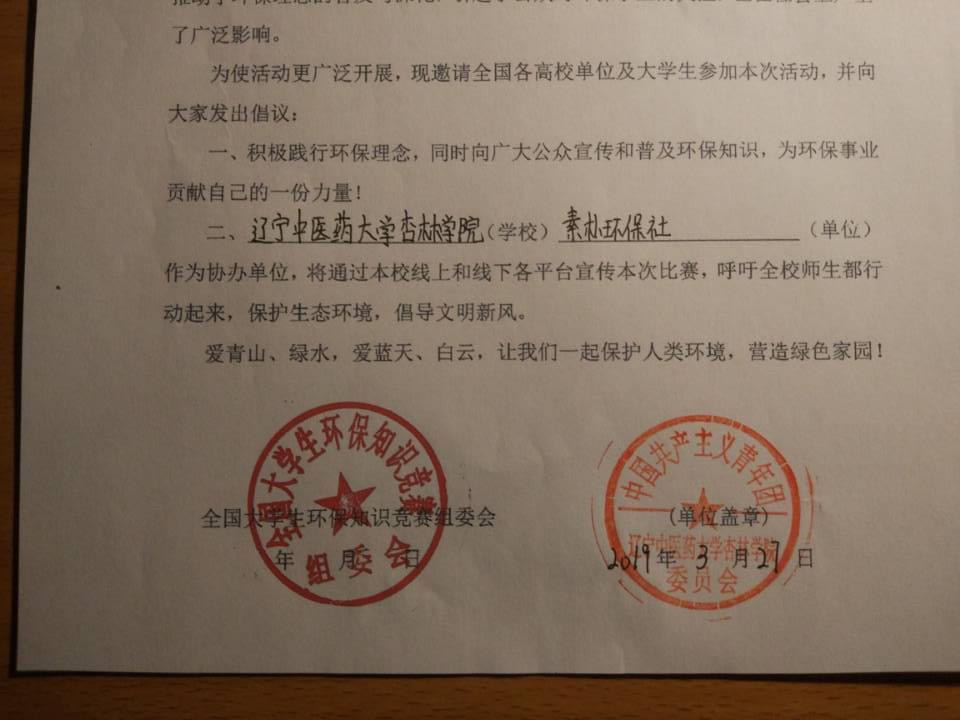 了广泛影响。
为使活动更广泛开展，现邀请全国各高校单位及大学生参加本次活动，并向
大家发出倡议：
一、积极践行环保理念，同时向广大公众宣传和普及环保知识，为环保事业
贡献自己的一份力量！
二、辽宁中医药大学杏林学院（学校）素朴环保社（单位）
作为协办单位，将通过本校线上和线下各平台宣传本次比赛，呼吁全校师生都行
动起来，保护生态环境，倡导文明新风。
爱青山、绿水，爱蓝天、白云，让我们一起保护人类环境，营造绿色家园！
全国大学生环保知识竞赛
组委会
中国共产主义青年团
辽宁中医药大学杏林学院
委员会
全国大学生环保知识竞赛组委会
（单位盖章）
年 月 日
2019年 3 月 27 日